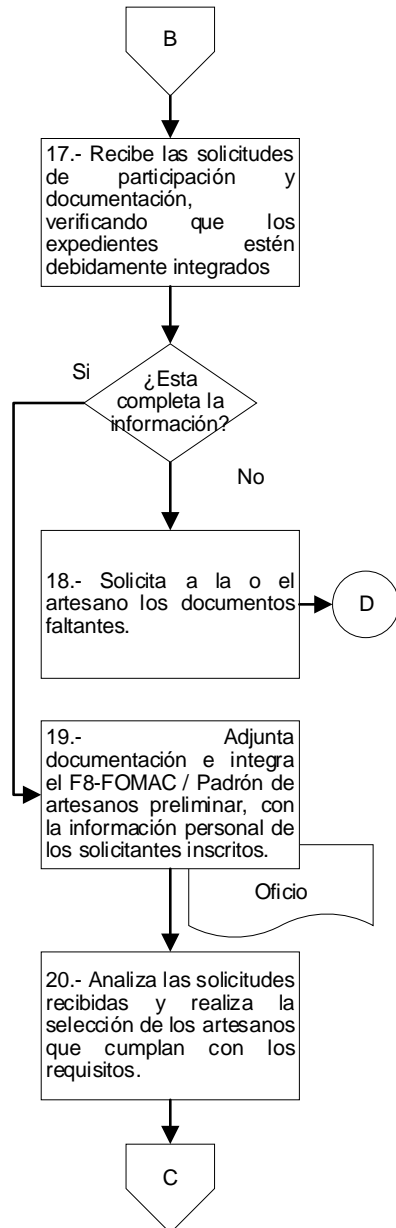 B
17.- Recibe las solicitudes
de participación y
documentación,
verificando que los
expedientes estén
debidamente integrados
Si
¿Esta
completa la
información?
No
18.- Solicita a la o el
artesano los documentos
faltantes.
D
19.- Adjunta
documentación e integra
el F8-FOMAC / Padrón de
artesanos preliminar, con
la información personal de
los solicitantes inscritos.
Oficio
20.- Analiza las solicitudes
recibidas y realiza la
selección de los artesanos
que cumplan con los
requisitos.
C